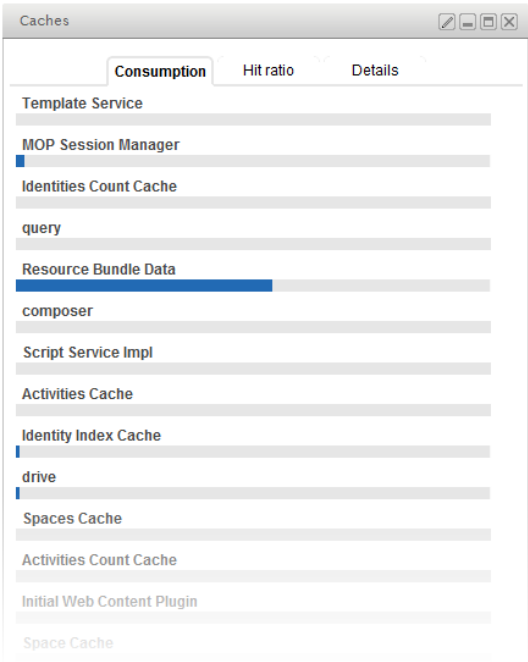 Caches
Consumption Hit ratio Details
Template Service
MOP Session Manager
Identities Count Cache
query
Resource Bundle Data
composer
Script Service Impl
Activities Cache
Identity Index Cache
drive
Spaces Cache
Activities Count Cache
Initial Web Content Plugin
Space Cache